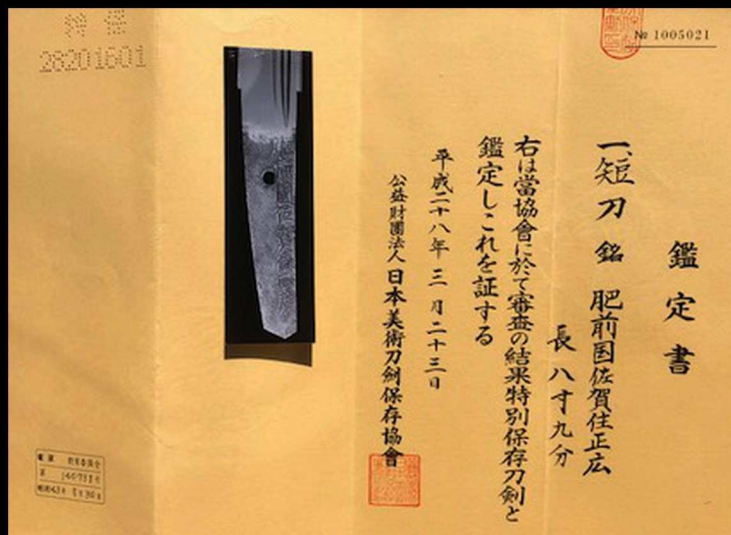 № 1005021
鑑定書
一、短刀 銘 肥前国佐賀住正広
長八寸九分
右は當協會に於て審査の結果特別保存刀劍と
鑑定しこれを証する
平成二十八年三月二十三日
公益財團法人 日本美術刀劍保存協會
特保
28201601